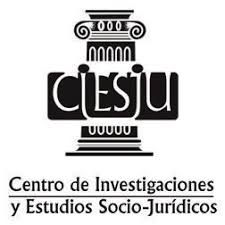 CIESJU
Centro de Investigaciones
y Estudios Socio-Jurídicos